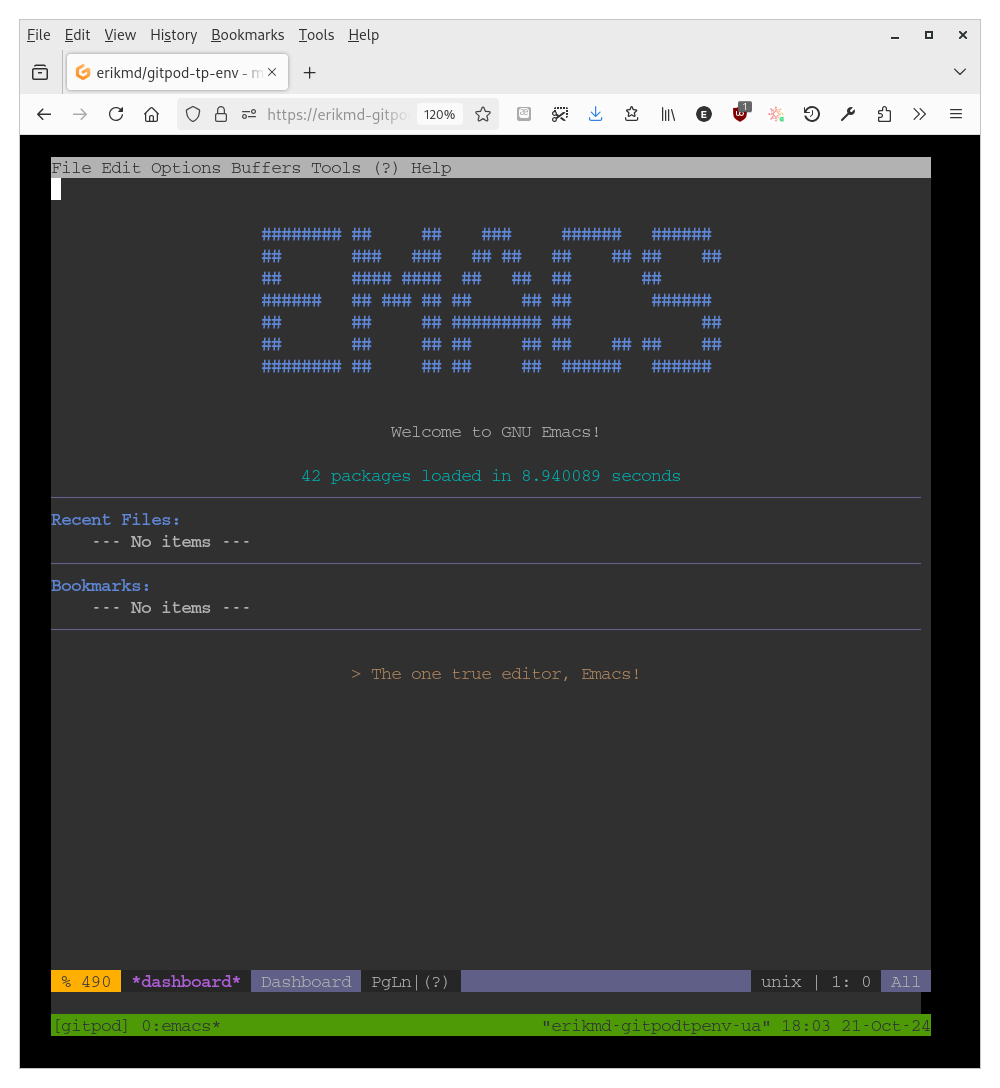 File Edit View History Bookmarks Tools Help
erikmd/gitpod-tp-env - m
https://erikmd-gitpo 120% 1
File Edit Options Buffers Tools (?) Help
######## ##     ##    ###     ######   ######
##       ###   ###   ## ##   ##    ## ##    ##
##       #### ####  ##   ##  ##       ##
######   ## ### ## ##     ## ##        ######
##       ##     ## ######### ##             ##
##       ##     ## ##     ## ##    ## ##    ##
######## ##     ## ##     ##  ######   ######
Welcome to GNU Emacs!
42 packages loaded in 8.940089 seconds
Recent Files:
--- No items ---
Bookmarks:
--- No items ---
> The one true editor, Emacs!
% 490 *dashboard* Dashboard PgLn|(?) unix | 1: 0 All
[gitpod] 0:emacs* "erikmd-gitpodtpenv-ua" 18:03 21-Oct-24